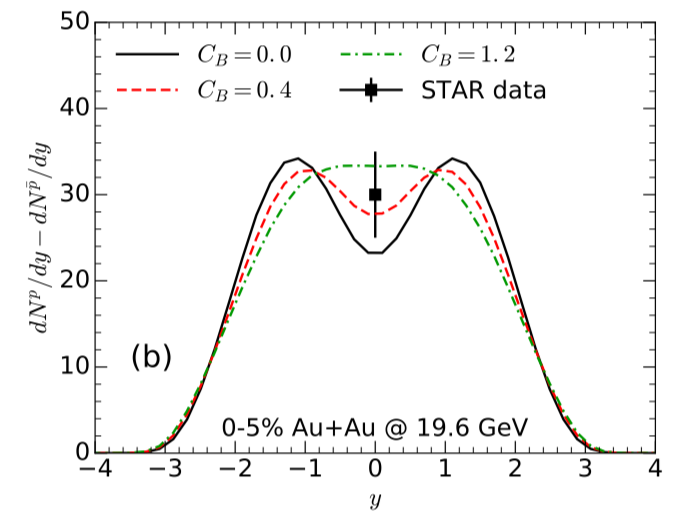 50
40
30
20
10
0
dN^p/dy − dN^p̄/dy
C_B = 0.0
C_B = 0.4
C_B = 1.2
STAR data
(b)
0-5% Au+Au @ 19.6 GeV
−4 −3 −2 −1 0 1 2 3 4
y